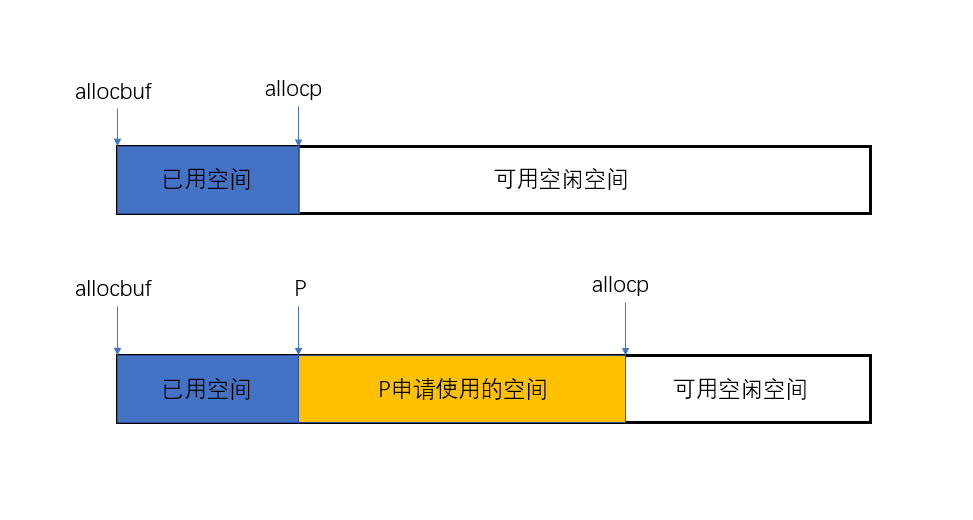 allocbuf
allocp
已用空间
可用空闲空间
allocbuf
P
allocp
已用空间
P申请使用的空间
可用空闲空间